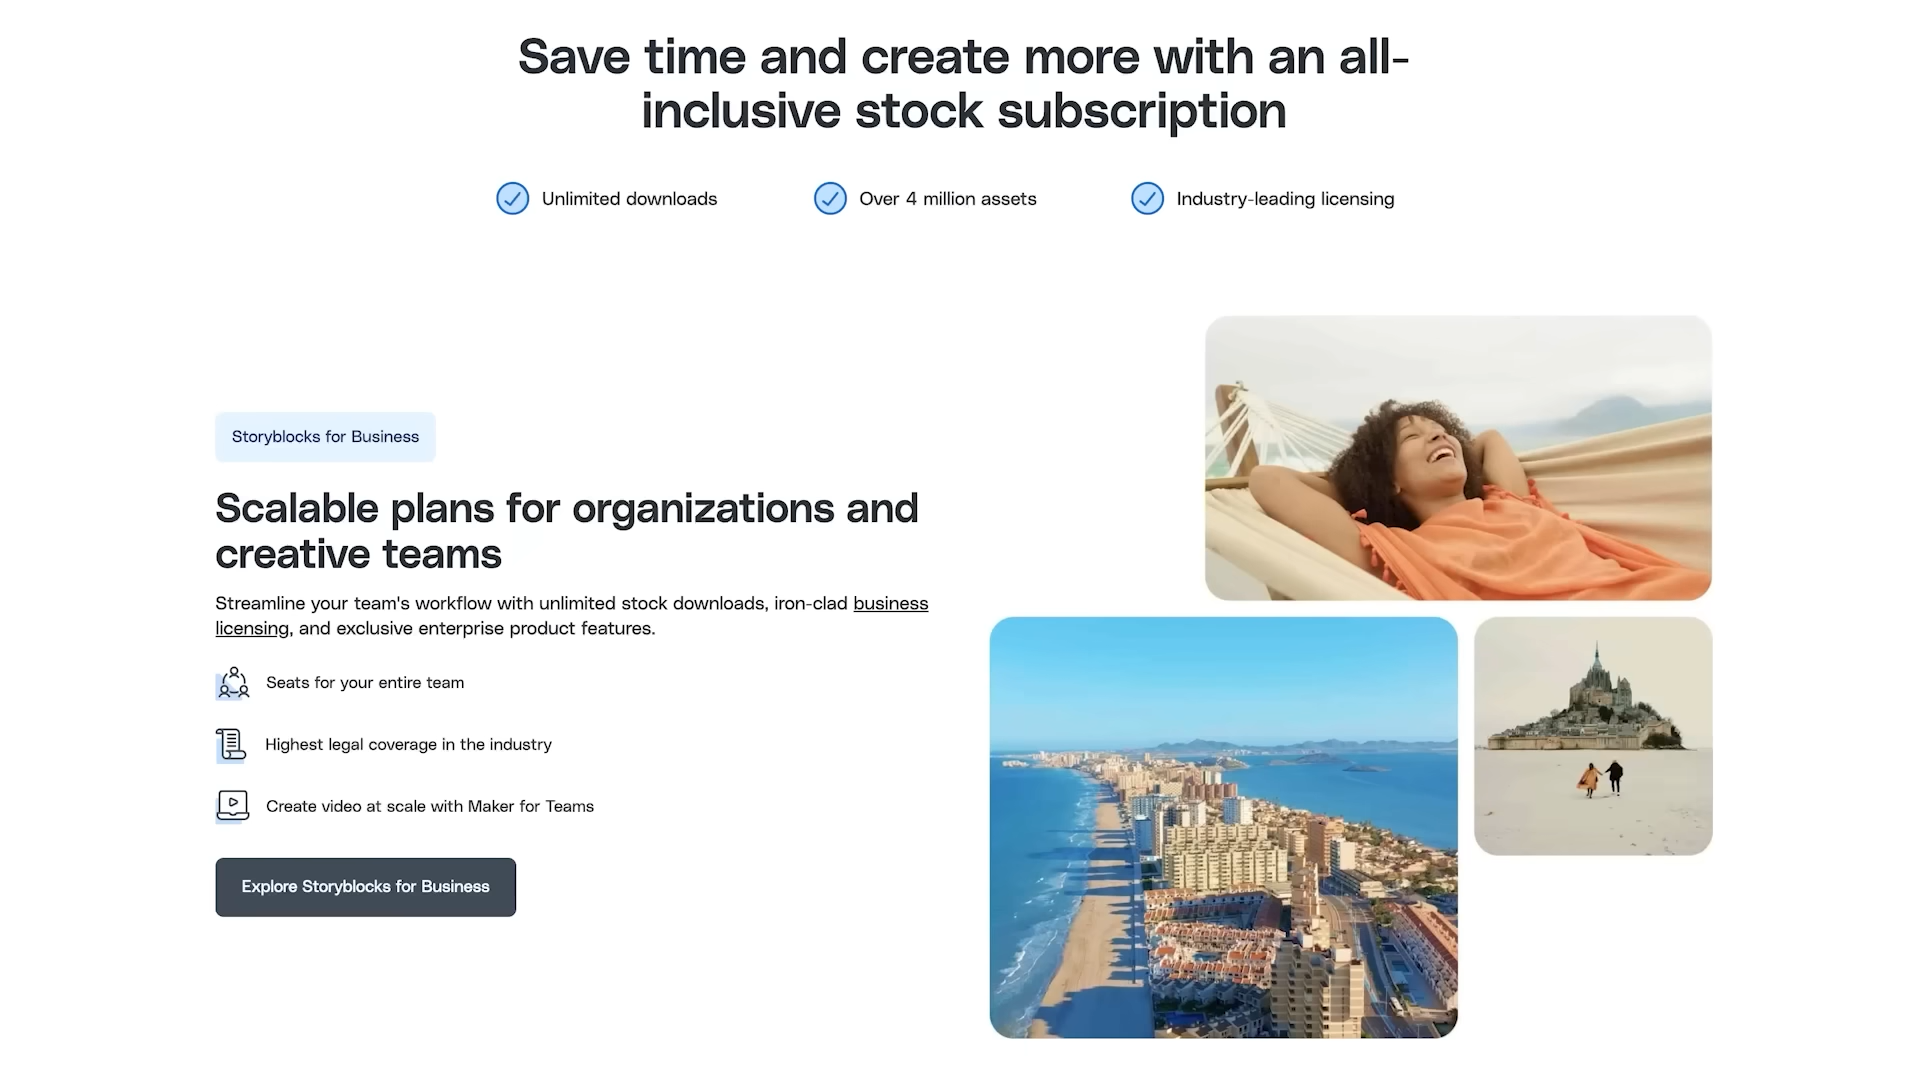 Save time and create more with an all-
inclusive stock subscription
Unlimited downloads
Over 4 million assets
Industry-leading licensing
Storyblocks for Business
Scalable plans for organizations and
creative teams
Streamline your team's workflow with unlimited stock downloads, iron-clad business
licensing, and exclusive enterprise product features.
Seats for your entire team
Highest legal coverage in the industry
Create video at scale with Maker for Teams
Explore Storyblocks for Business